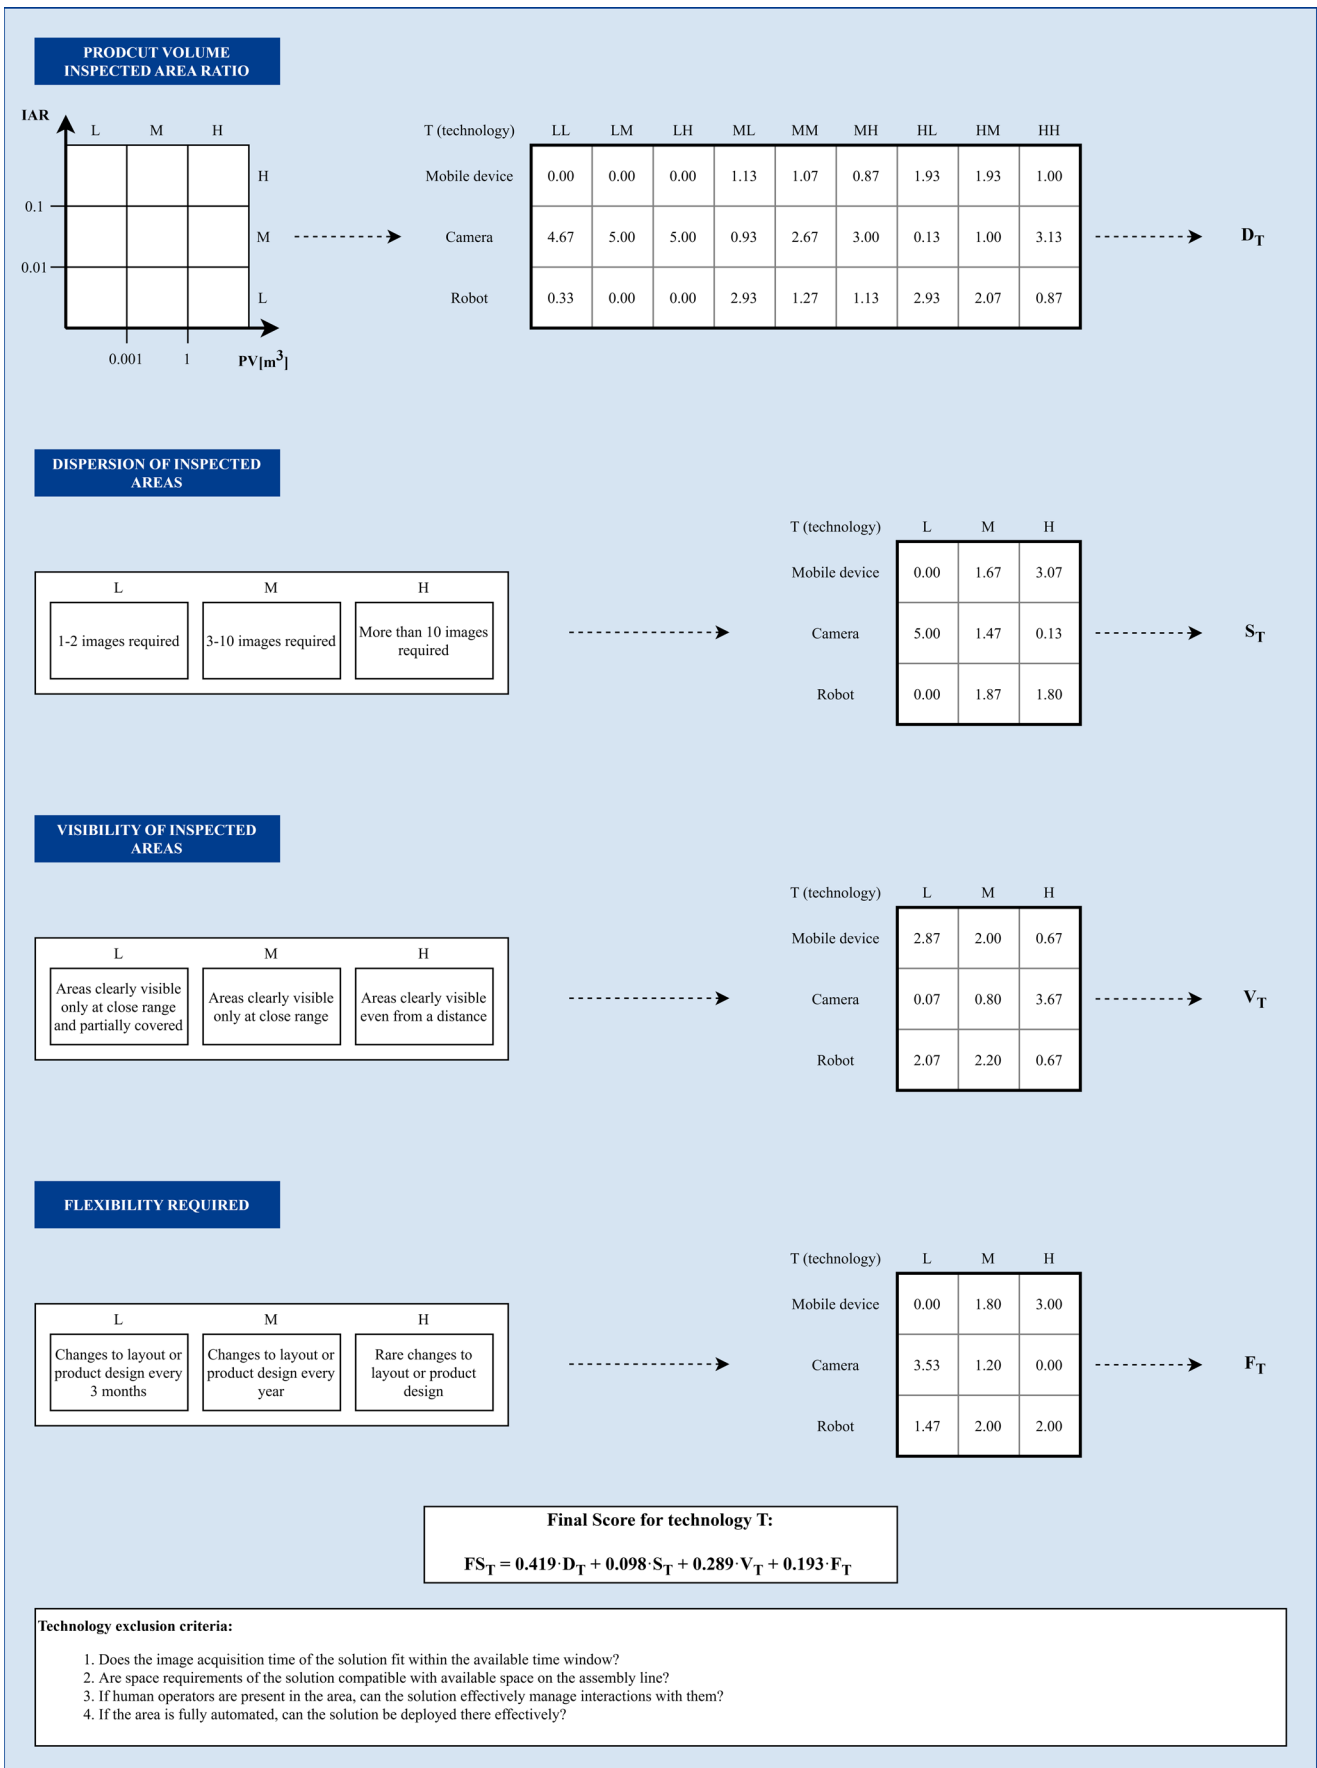 PRODCUT VOLUME
INSPECTED AREA RATIO
IAR
L M H
H
M
L
0.1
0.01
0.001 1 PV[m³]
T (technology) LL LM LH ML MM MH HL HM HH
Mobile device 0.00 0.00 0.00 1.13 1.07 0.87 1.93 1.93 1.00
Camera 4.67 5.00 5.00 0.93 2.67 3.00 0.13 1.00 3.13
Robot 0.33 0.00 0.00 2.93 1.27 1.13 2.93 2.07 0.87
D_T
DISPERSION OF INSPECTED
AREAS
L M H
1-2 images required
3-10 images required
More than 10 images
required
T (technology) L M H
Mobile device 0.00 1.67 3.07
Camera 5.00 1.47 0.13
Robot 0.00 1.87 1.80
S_T
VISIBILITY OF INSPECTED
AREAS
L M H
Areas clearly visible
only at close range
and partially covered
Areas clearly visible
only at close range
Areas clearly visible
even from a distance
T (technology) L M H
Mobile device 2.87 2.00 0.67
Camera 0.07 0.80 3.67
Robot 2.07 2.20 0.67
V_T
FLEXIBILITY REQUIRED
L M H
Changes to layout or
product design every
3 months
Changes to layout or
product design every
year
Rare changes to
layout or product
design
T (technology) L M H
Mobile device 0.00 1.80 3.00
Camera 3.53 1.20 0.00
Robot 1.47 2.00 2.00
F_T
Final Score for technology T:
FS_T = 0.419·D_T + 0.098·S_T + 0.289·V_T + 0.193·F_T
Technology exclusion criteria:
1. Does the image acquisition time of the solution fit within the available time window?
2. Are space requirements of the solution compatible with available space on the assembly line?
3. If human operators are present in the area, can the solution effectively manage interactions with them?
4. If the area is fully automated, can the solution be deployed there effectively?